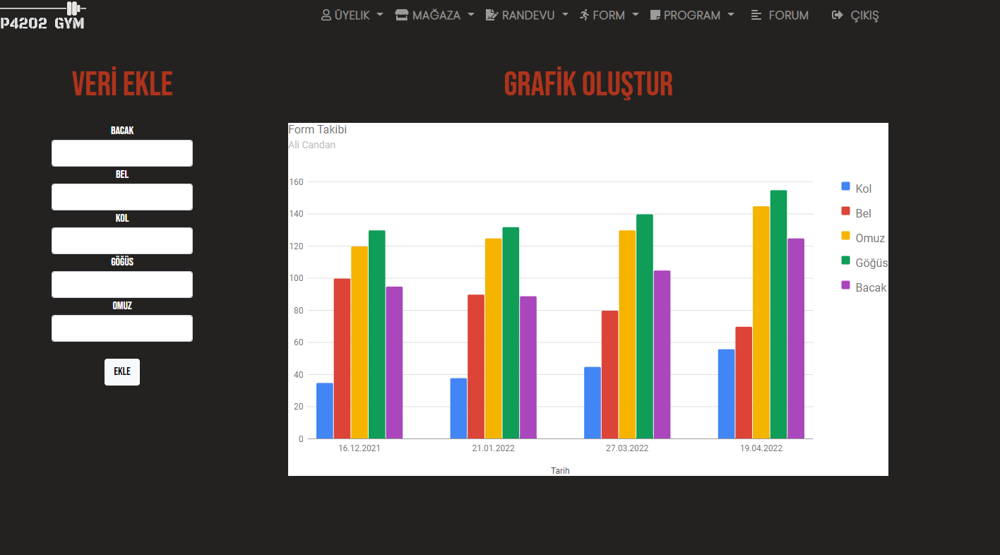 P4202 GYM
ÜYELIK
MAĞAZA
RANDEVU
FORM
PROGRAM
FORUM
ÇIKIŞ
VERİ EKLE
BACAK
BEL
KOL
GÖĞÜS
OMUZ
EKLE
GRAFİK OLUŞTUR
Form Takibi
Ali Candan
160
140
120
100
80
60
40
20
0
16.12.2021
21.01.2022
27.03.2022
19.04.2022
Tarih
Kol
Bel
Omuz
Göğüs
Bacak